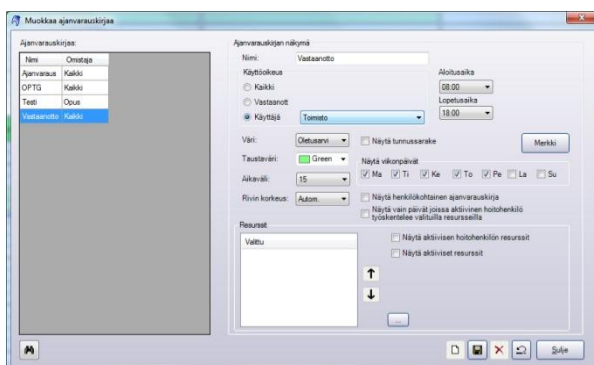 Muokkaa ajanvarauskirjaa
Ajanvarauskirjaa:
Nimi Omistaja
Ajanvaraus Kaikki
OPTG Kaikki
Testi Opus
Vastaanotto Kaikki
Ajanvarauskirjan näkymä
Nimi: Vastaanotto
Käyttöoikeus
Kaikki
Vastaanott
Käyttäjä Toimisto
Aloitusaika
08:00
Lopetusaika
18:00
Väri: Oletusarvi
Näytä tunnussarake
Merkki
Taustaväri: Green
Näytä viikonpäivät
Ma Ti Ke To Pe La Su
Aikaväli: 15
Rivin korkeus: Autom.
Näytä henkilökohtainen ajanvarauskirja
Näytä vain päivät joissa aktiivinen hoitohenkilö
työskentelee valituilla resursseilla
Resurssit
Valittu
Näytä aktiivisen hoitohenkilön resurssit
Näytä aktiiviset resurssit
...
Sulje